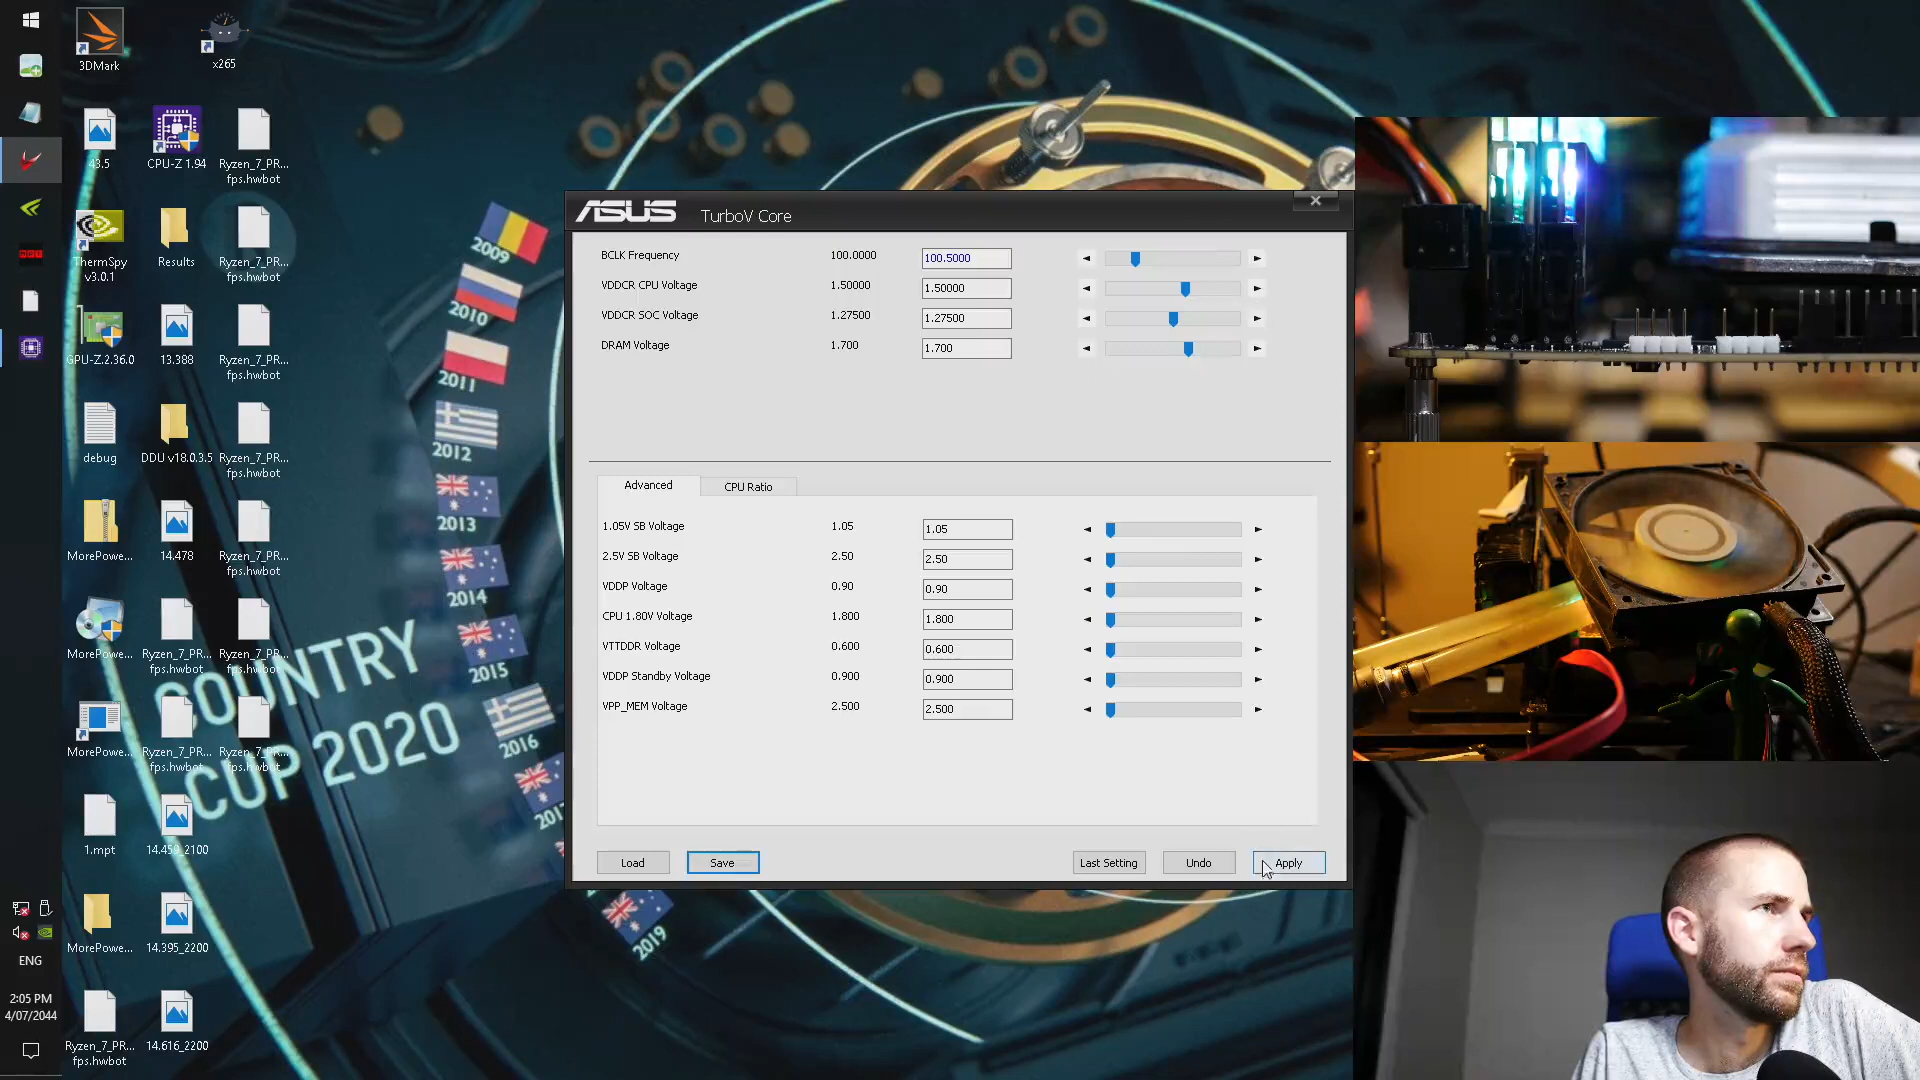 3DMark
x265
43.5
CPU-Z 1.94
Ryzen_7_PR...
fps.hwbot
ThermSpy
v3.0.1
Results
Ryzen_7_PR...
fps.hwbot
GPU-Z.2.36.0
13.388
Ryzen_7_PR...
fps.hwbot
debug
DDU v18.0.3.5
Ryzen_7_PR...
fps.hwbot
MorePowe...
14.478
Ryzen_7_PR...
fps.hwbot
MorePowe...
Ryzen_7_PR...
fps.hwbot
Ryzen_7_PR...
fps.hwbot
MorePowe...
Ryzen_7_PR...
fps.hwbot
Ryzen_7_PR...
fps.hwbot
1.mpt
14.459_2100
MorePowe...
14.395_2200
Ryzen_7_PR...
fps.hwbot
14.616_2200
ENG
2:05 PM
4/07/2044
2009
2010
2011
2012
2013
2014
2015
2016
2019
COUNTRY
CUP 2020
ASUS TurboV Core
BCLK Frequency 100.0000 100.5000
VDDCR CPU Voltage 1.50000 1.50000
VDDCR SOC Voltage 1.27500 1.27500
DRAM Voltage 1.700 1.700
Advanced CPU Ratio
1.05V SB Voltage 1.05 1.05
2.5V SB Voltage 2.50 2.50
VDDP Voltage 0.90 0.90
CPU 1.80V Voltage 1.800 1.800
VTTDDR Voltage 0.600 0.600
VDDP Standby Voltage 0.900 0.900
VPP_MEM Voltage 2.500 2.500
Load Save Last Setting Undo Apply